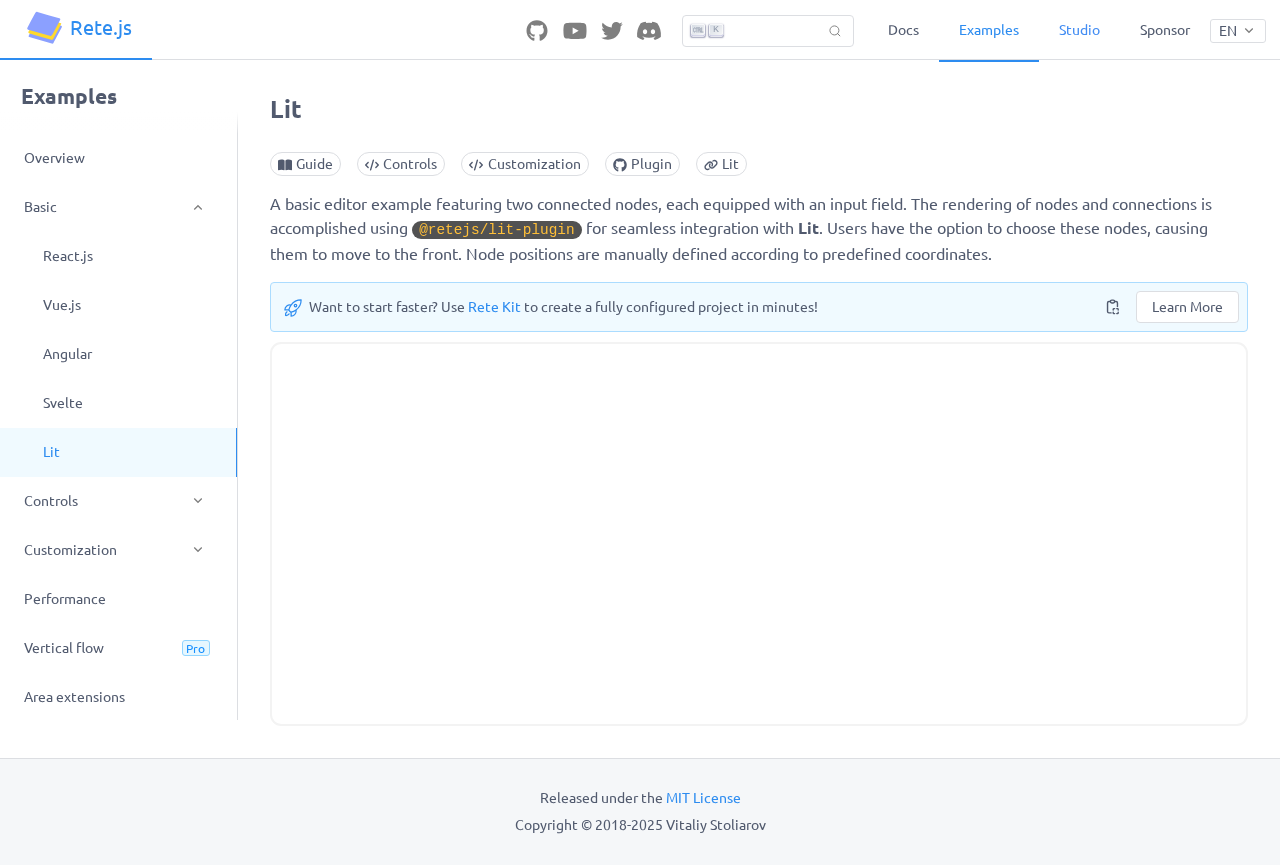 Rete.js
K
Docs
Examples
Studio
Sponsor
EN
Examples
Overview
Basic
React.js
Vue.js
Angular
Svelte
Lit
Controls
Customization
Performance
Vertical flow
Pro
Area extensions
Lit
Guide
Controls
Customization
Plugin
Lit
A basic editor example featuring two connected nodes, each equipped with an input field. The rendering of nodes and connections is
accomplished using @retejs/lit-plugin for seamless integration with Lit. Users have the option to choose these nodes, causing
them to move to the front. Node positions are manually defined according to predefined coordinates.
Want to start faster? Use Rete Kit to create a fully configured project in minutes!
Learn More
Released under the MIT License
Copyright © 2018-2025 Vitaliy Stoliarov